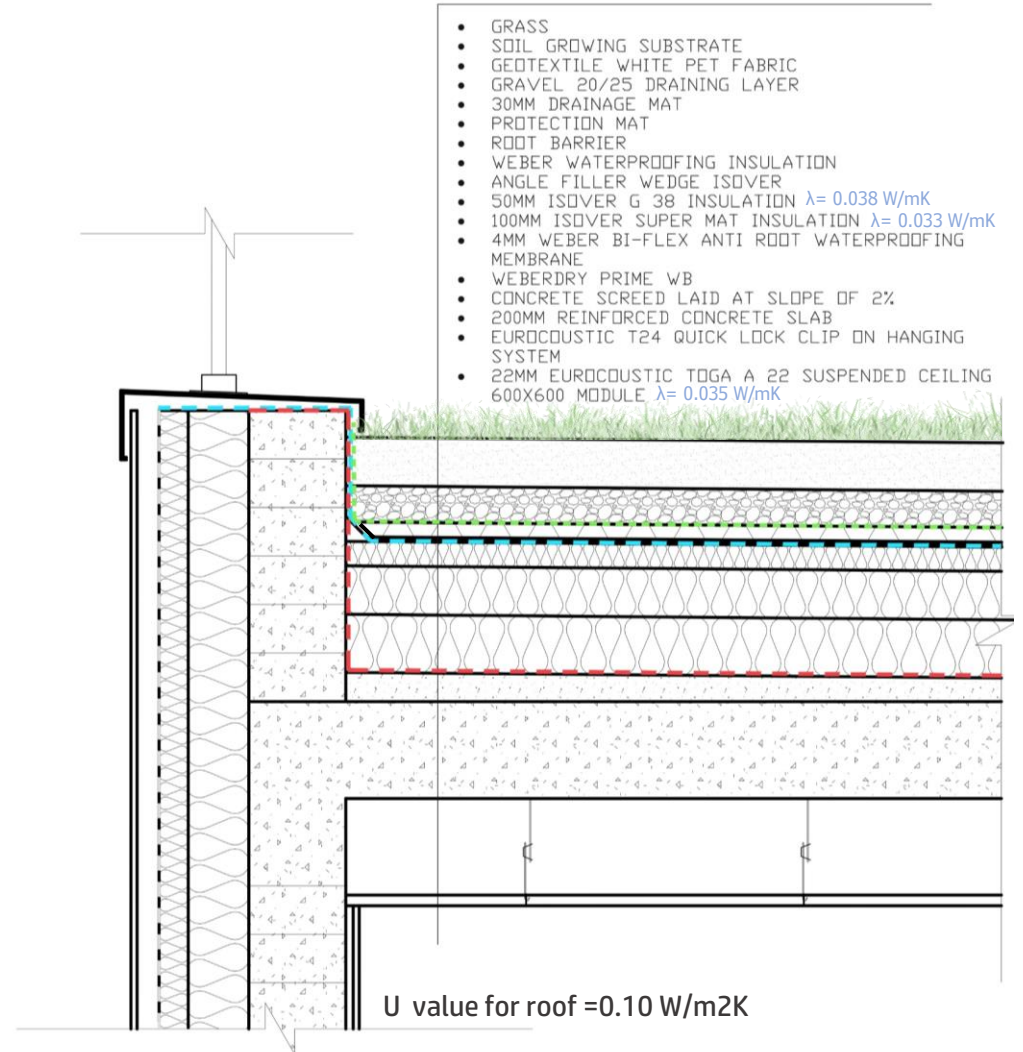 • GRASS
• SOIL GROWING SUBSTRATE
• GEOTEXTILE WHITE PET FABRIC
• GRAVEL 20/25 DRAINING LAYER
• 30MM DRAINAGE MAT
• PROTECTION MAT
• ROOT BARRIER
• WEBER WATERPROOFING INSULATION
• ANGLE FILLER WEDGE ISOVER
• 50MM ISOVER G 38 INSULATION λ= 0.038 W/mK
• 100MM ISOVER SUPER MAT INSULATION λ= 0.033 W/mK
• 4MM WEBER BI-FLEX ANTI ROOT WATERPROOFING
MEMBRANE
• WEBERDRY PRIME WB
• CONCRETE SCREED LAID AT SLOPE OF 2%
• 200MM REINFORCED CONCRETE SLAB
• EUROCOUSTIC T24 QUICK LOCK CLIP ON HANGING
SYSTEM
• 22MM EUROCOUSTIC TOGA A 22 SUSPENDED CEILING
600X600 MODULE λ= 0.035 W/mK
U value for roof =0.10 W/m2K